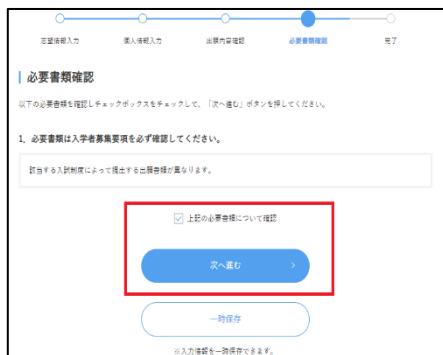 志望情報入力 個人情報入力 出願内容確認 必要書類確認 完了
必要書類確認
以下の必要書類を確認しチェックボックスをチェックして、「次へ進む」ボタンを押してください。
1. 必要書類は入学者募集要項を必ず確認してください。
該当する入試制度によって提出する出願書類が異なります。
上記の必要書類について確認
次へ進む
一時保存
※入力情報を一時保存できます。